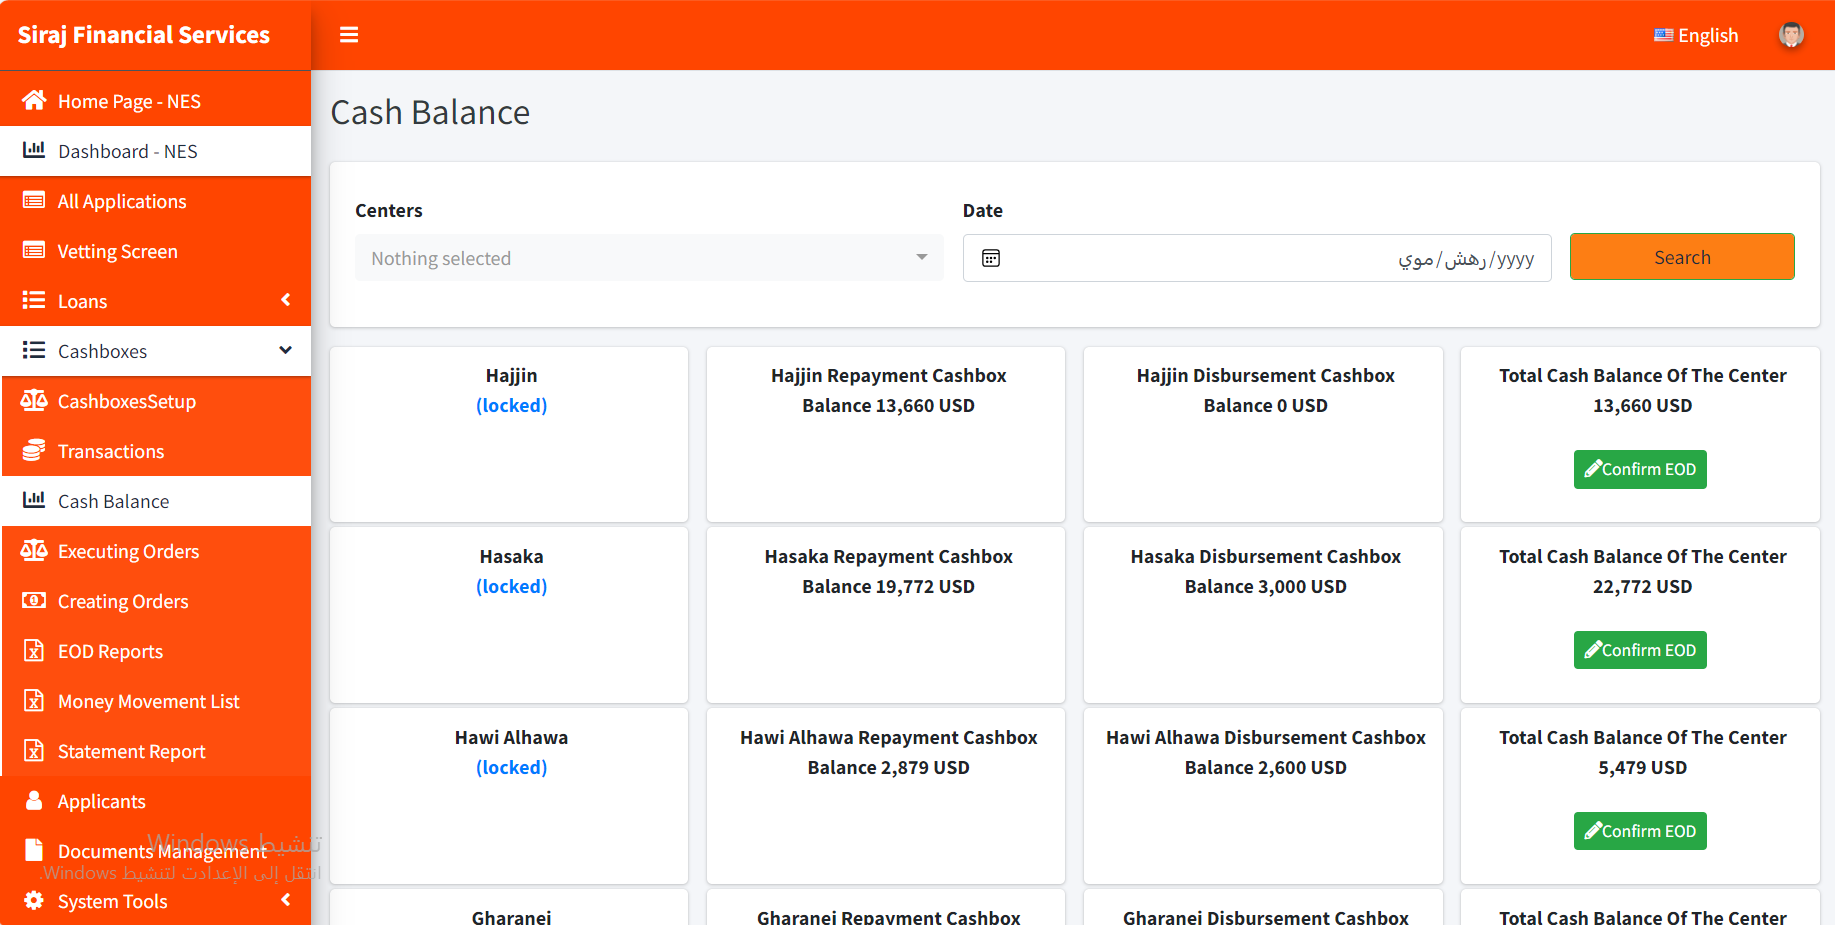 Siraj Financial Services
English
Home Page - NES
Dashboard - NES
All Applications
Vetting Screen
Loans
Cashboxes
CashboxesSetup
Transactions
Cash Balance
Executing Orders
Creating Orders
EOD Reports
Money Movement List
Statement Report
Applicants
Documents Management
System Tools
تنشيط Windows
انتقل إلى الإعدادت لتنشيط Windows.
Cash Balance
Centers
Nothing selected
Date
yyyy/رهش/موي
Search
Hajjin
(locked)
Hajjin Repayment Cashbox
Balance 13,660 USD
Hajjin Disbursement Cashbox
Balance 0 USD
Total Cash Balance Of The Center
13,660 USD
Confirm EOD
Hasaka
(locked)
Hasaka Repayment Cashbox
Balance 19,772 USD
Hasaka Disbursement Cashbox
Balance 3,000 USD
Total Cash Balance Of The Center
22,772 USD
Confirm EOD
Hawi Alhawa
(locked)
Hawi Alhawa Repayment Cashbox
Balance 2,879 USD
Hawi Alhawa Disbursement Cashbox
Balance 2,600 USD
Total Cash Balance Of The Center
5,479 USD
Confirm EOD
Gharanei
Gharanei Repayment Cashbox
Gharanei Disbursement Cashbox
Total Cash Balance Of The Center